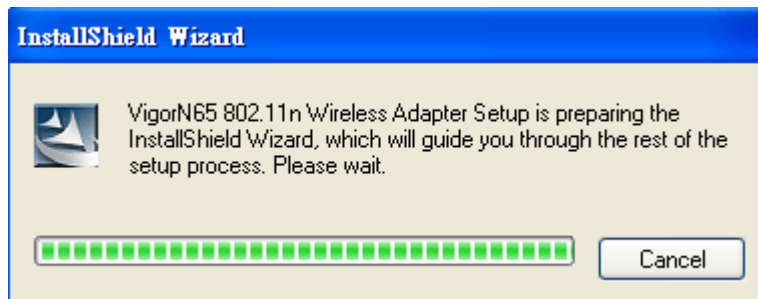 InstallShield Wizard
VigorN65 802.11n Wireless Adapter Setup is preparing the
InstallShield Wizard, which will guide you through the rest of the
setup process. Please wait.
Cancel